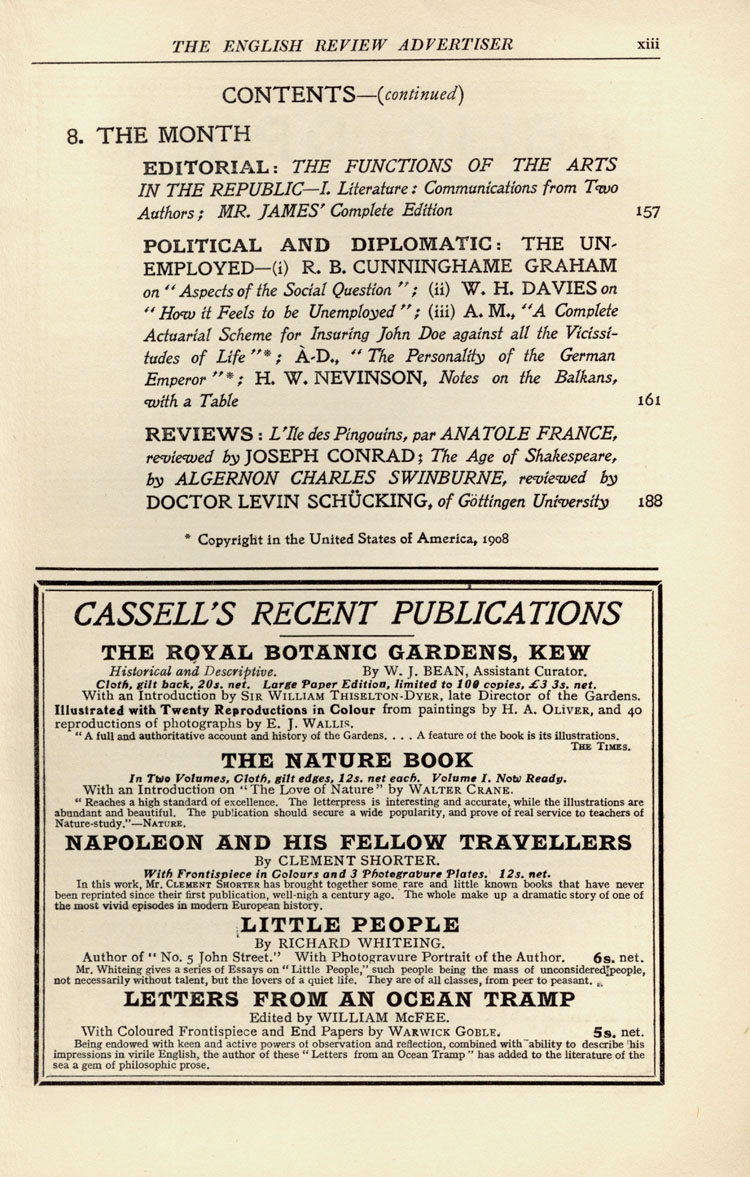 THE ENGLISH REVIEW ADVERTISER xiii
CONTENTS—(continued)
8. THE MONTH
EDITORIAL: THE FUNCTIONS OF THE ARTS
IN THE REPUBLIC—I. Literature: Communications from Two
Authors; MR. JAMES' Complete Edition 157
POLITICAL AND DIPLOMATIC: THE UN-
EMPLOYED—(i) R. B. CUNNINGHAME GRAHAM
on "Aspects of the Social Question"; (ii) W. H. DAVIES on
"How it Feels to be Unemployed"; (iii) A. M., "A Complete
Actuarial Scheme for Insuring John Doe against all the Vicissi-
tudes of Life"*; À-D., "The Personality of the German
Emperor"*; H. W. NEVINSON, Notes on the Balkans,
with a Table 161
REVIEWS: L'Ile des Pingouins, par ANATOLE FRANCE,
reviewed by JOSEPH CONRAD; The Age of Shakespeare,
by ALGERNON CHARLES SWINBURNE, reviewed by
DOCTOR LEVIN SCHÜCKING, of Göttingen University 188
* Copyright in the United States of America, 1908
CASSELL'S RECENT PUBLICATIONS
THE ROYAL BOTANIC GARDENS, KEW
Historical and Descriptive. By W. J. BEAN, Assistant Curator.
Cloth, gilt back, 20s. net. Large Paper Edition, limited to 100 copies, £3 3s. net.
With an Introduction by SIR WILLIAM THISELTON-DYER, late Director of the Gardens.
Illustrated with Twenty Reproductions in Colour from paintings by H. A. OLIVER, and 40
reproductions of photographs by E. J. WALLIS.
"A full and authoritative account and history of the Gardens. . . . A feature of the book is its illustrations.
THE TIMES.
THE NATURE BOOK
In Two Volumes, Cloth, gilt edges, 12s. net each. Volume I. Now Ready.
With an Introduction on "The Love of Nature" by WALTER CRANE.
"Reaches a high standard of excellence. The letterpress is interesting and accurate, while the illustrations are
abundant and beautiful. The publication should secure a wide popularity, and prove of real service to teachers of
Nature-study."—NATURE.
NAPOLEON AND HIS FELLOW TRAVELLERS
By CLEMENT SHORTER.
With Frontispiece in Colours and 3 Photogravure Plates. 12s. net.
In this work, Mr. CLEMENT SHORTER has brought together some rare and little known books that have never
been reprinted since their first publication, well-nigh a century ago. The whole make up a dramatic story of one of
the most vivid episodes in modern European history.
LITTLE PEOPLE
By RICHARD WHITEING.
Author of "No. 5 John Street." With Photogravure Portrait of the Author. 6s. net.
Mr. Whiteing gives a series of Essays on "Little People," such people being the mass of unconsidered people,
not necessarily without talent, but the lovers of a quiet life. They are of all classes, from peer to peasant.
LETTERS FROM AN OCEAN TRAMP
Edited by WILLIAM McFEE.
With Coloured Frontispiece and End Papers by WARWICK GOBLE. 5s. net.
Being endowed with keen and active powers of observation and reflection, combined with ability to describe his
impressions in virile English, the author of these "Letters from an Ocean Tramp" has added to the literature of the
sea a gem of philosophic prose.